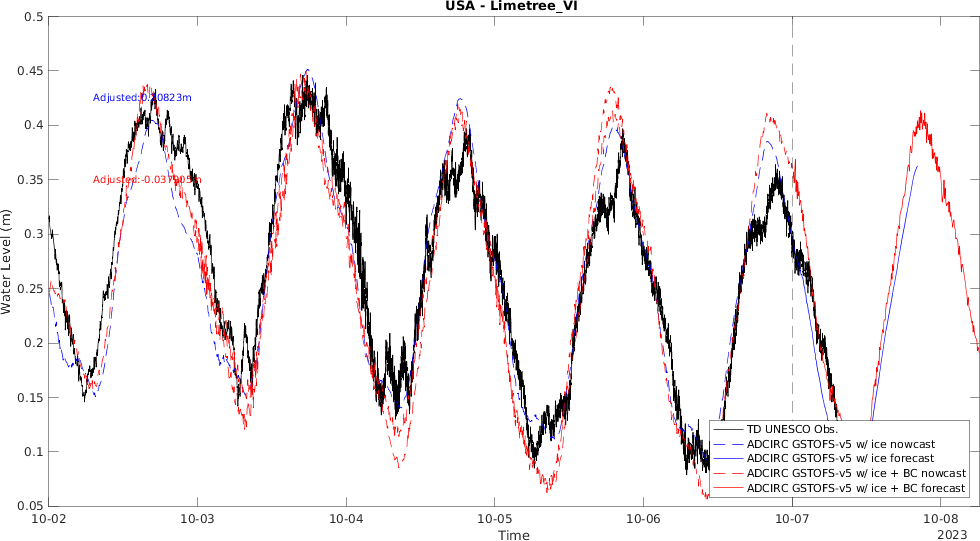 USA - Limetree_VI
0.5
0.45
0.4
0.35
0.3
0.25
0.2
0.15
0.1
0.05
Water Level (m)
TD UNESCO Obs.
ADCIRC GSTOFS-v5 w/ ice nowcast
ADCIRC GSTOFS-v5 w/ ice forecast
ADCIRC GSTOFS-v5 w/ ice + BC nowcast
ADCIRC GSTOFS-v5 w/ ice + BC forecast
10-02
10-03
10-04
10-05
10-06
10-07
10-08
Time
2023